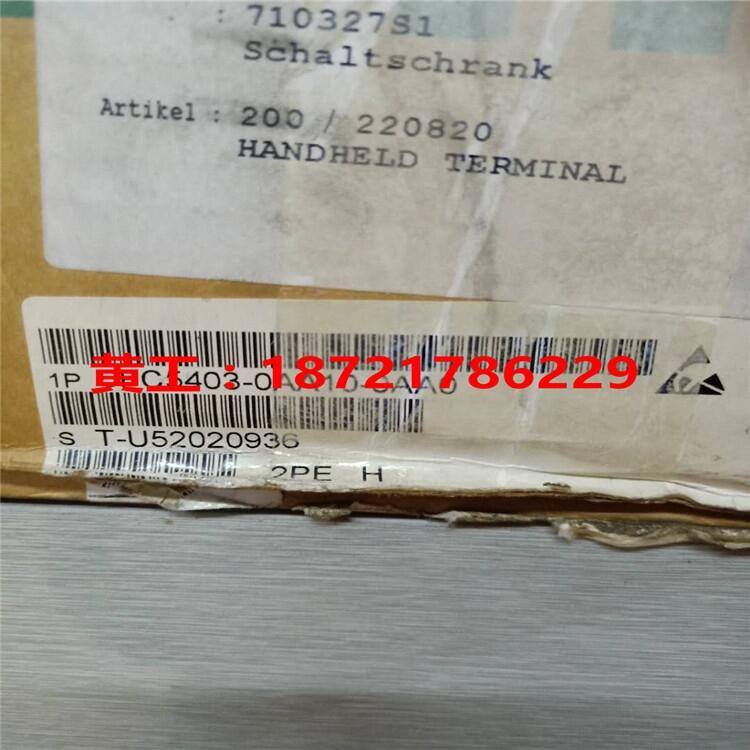 : 710327S1
Schaltschrank
Artikel : 200 / 220820
HANDHELD TERMINAL
黄工：18721786229
1P
S T-U52020936
2PE H